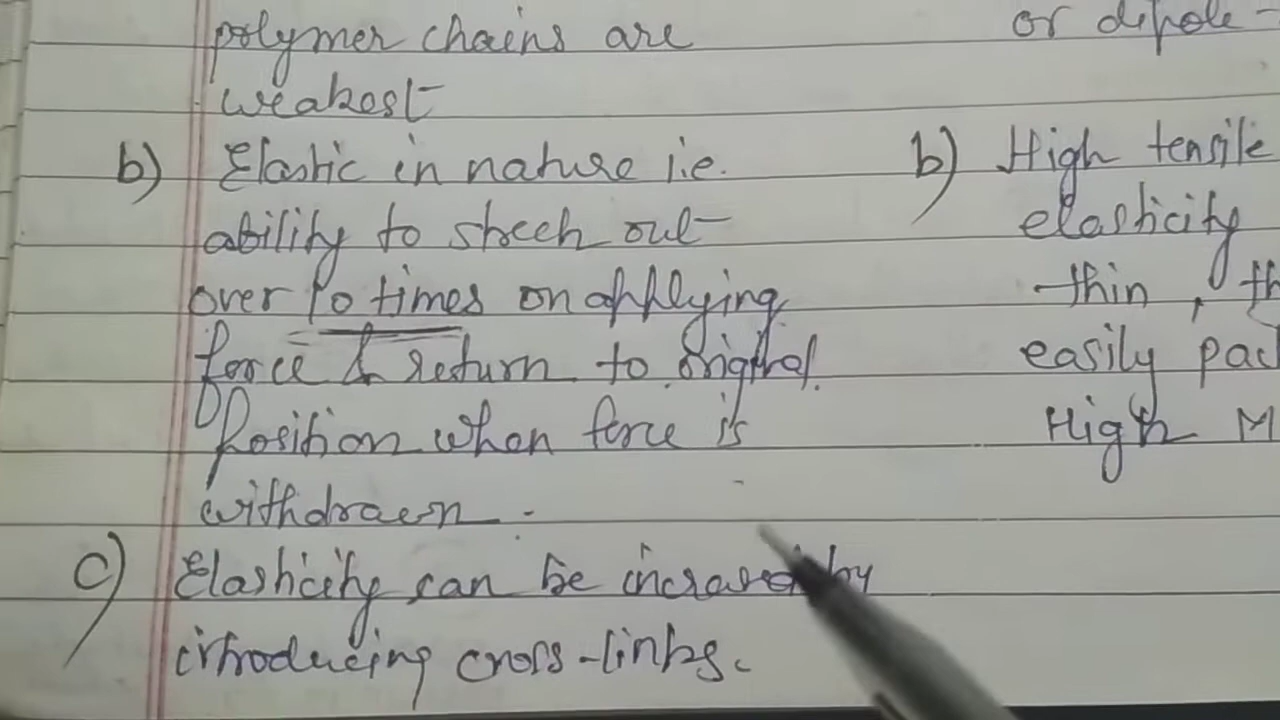 polymer chains are
weakest
b) Elastic in nature i.e.
ability to strech out
over 10 times on applying
force & return to original
Position when force is
withdrawn.
c) Elasticity can be increased by
introducing cross-links.
or dipole-
b) High tensile
elasticity
thin, th
easily pac
High M